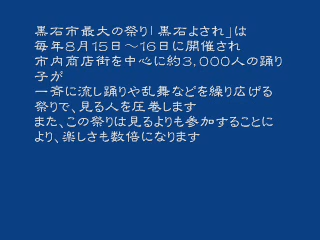 黒石市最大の祭り「黒石よされ」は
毎年８月１５日～１６日に開催され
市内商店街を中心に約３，０００人の踊り
子が
一斉に流し踊りや乱舞などを繰り広げる
祭りで、見る人を圧巻します
また、この祭りは見るよりも参加することに
より、楽しさも数倍になります